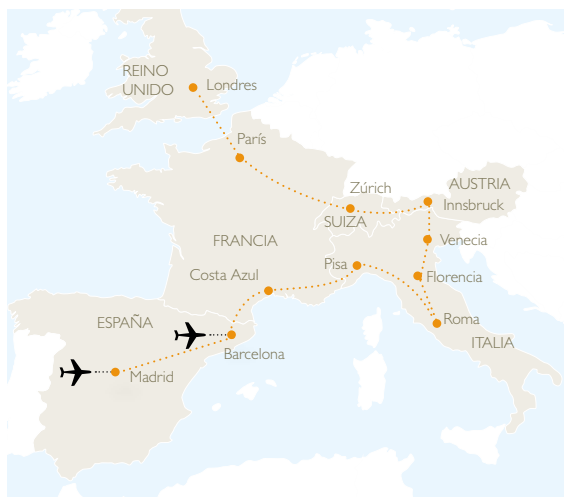 REINO
UNIDO
Londres
París
Zúrich
AUSTRIA
Innsbruck
SUIZA
FRANCIA
Venecia
Pisa
Costa Azul
Florencia
ESPAÑA
Roma
ITALIA
Barcelona
Madrid